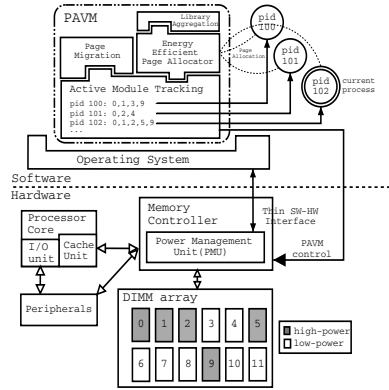 PAVM
Library
Aggregation
Page
Migration
Energy
Efficient
Page Allocator
Active Module Tracking
pid 100: 0,1,3,9
pid 101: 0,2,4
pid 102: 0,1,2,5,9
...
pid
100
pid
101
pid
102
Page
Allocation
current
process
Operating System
Software
Hardware
Processor
Core
I/O
unit
Cache
Unit
Peripherals
Memory
Controller
Power Management
Unit(PMU)
Thin SW-HW
Interface
PAVM
control
DIMM array
0 1 2 3 4 5
6 7 8 9 10 11
high-power
low-power